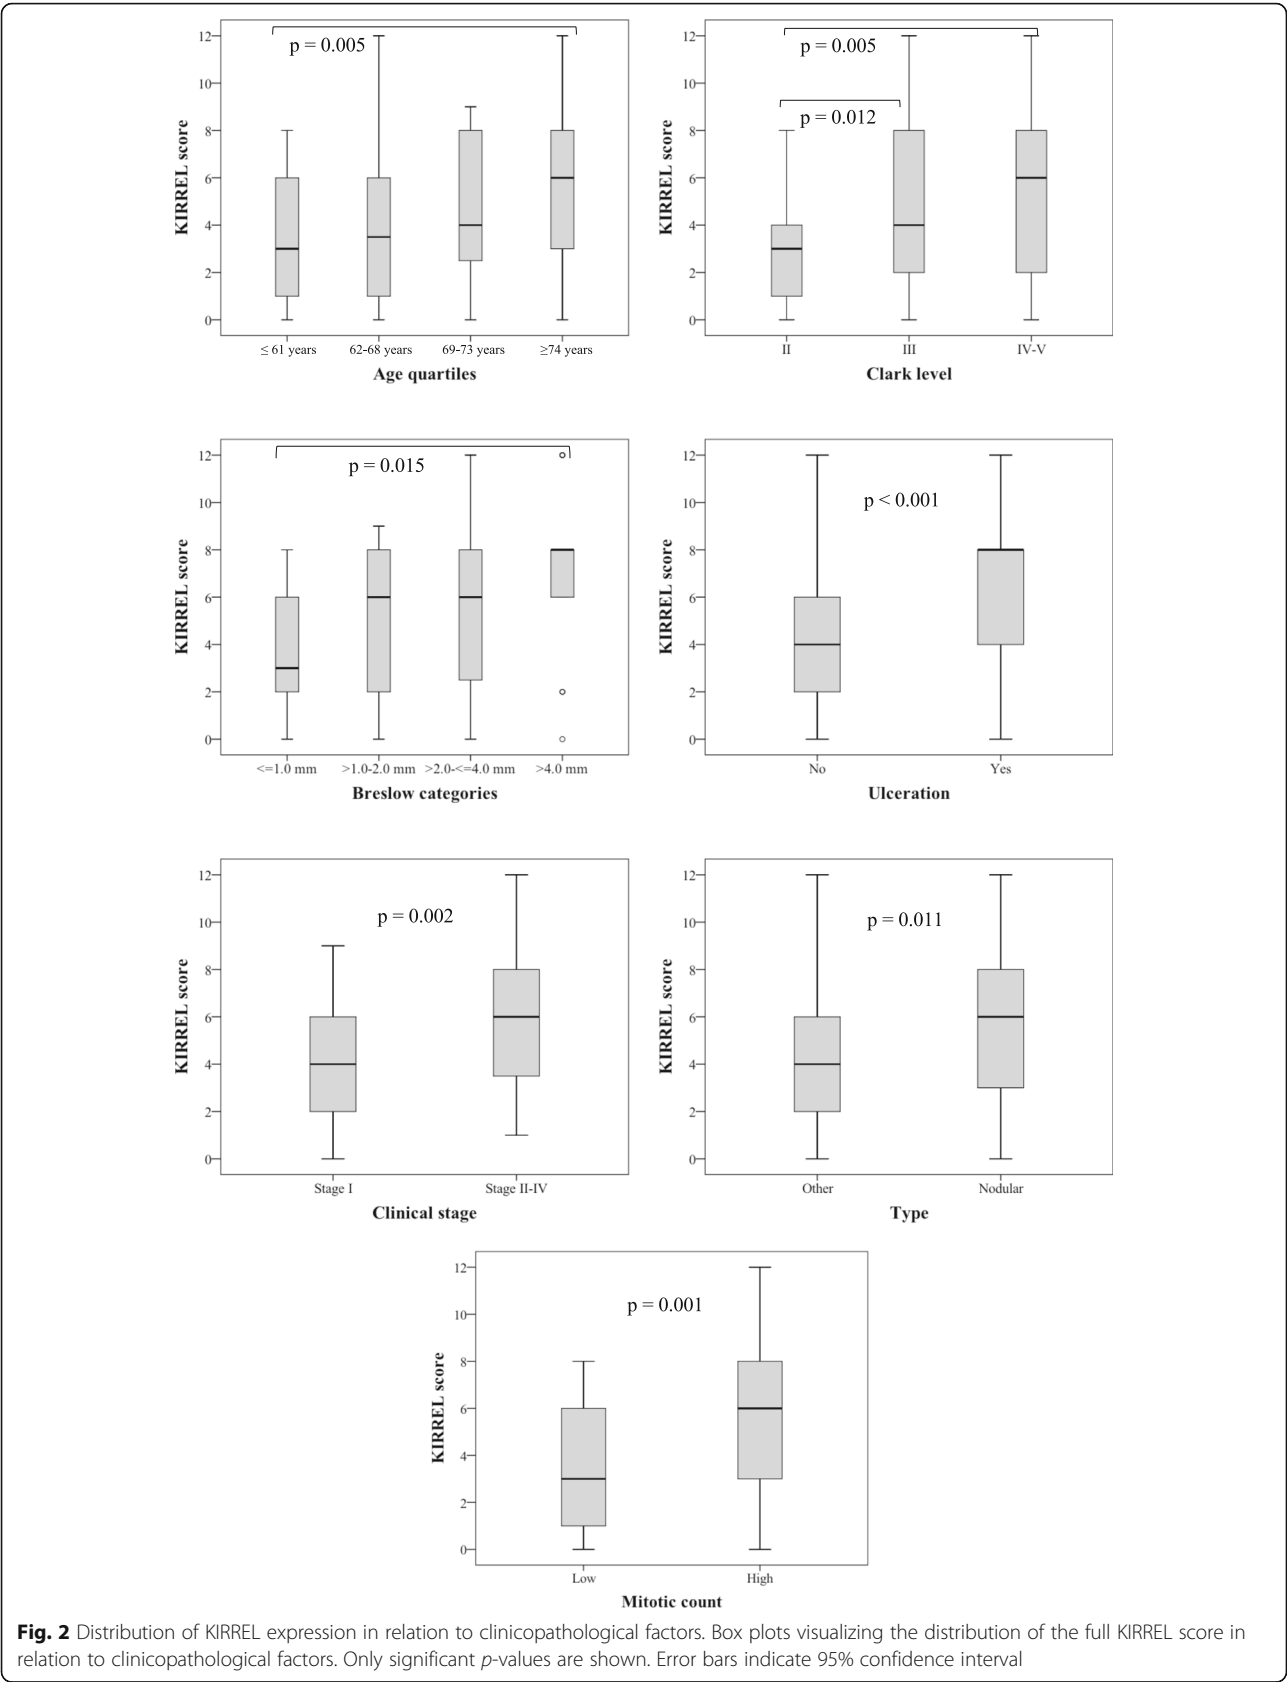 12
10
8
6
4
2
0
KIRREL score
p = 0.005
≤ 61 years 62-68 years 69-73 years ≥74 years
Age quartiles
12
10
8
6
4
2
0
KIRREL score
p = 0.005
p = 0.012
II III IV-V
Clark level
12
10
8
6
4
2
0
KIRREL score
p = 0.015
<=1.0 mm >1.0-2.0 mm >2.0-<=4.0 mm >4.0 mm
Breslow categories
12
10
8
6
4
2
0
KIRREL score
p < 0.001
No Yes
Ulceration
12
10
8
6
4
2
0
KIRREL score
p = 0.002
Stage I Stage II-IV
Clinical stage
12
10
8
6
4
2
0
KIRREL score
p = 0.011
Other Nodular
Type
12
10
8
6
4
2
0
KIRREL score
p = 0.001
Low High
Mitotic count
Fig. 2 Distribution of KIRREL expression in relation to clinicopathological factors. Box plots visualizing the distribution of the full KIRREL score in
relation to clinicopathological factors. Only significant p-values are shown. Error bars indicate 95% confidence interval